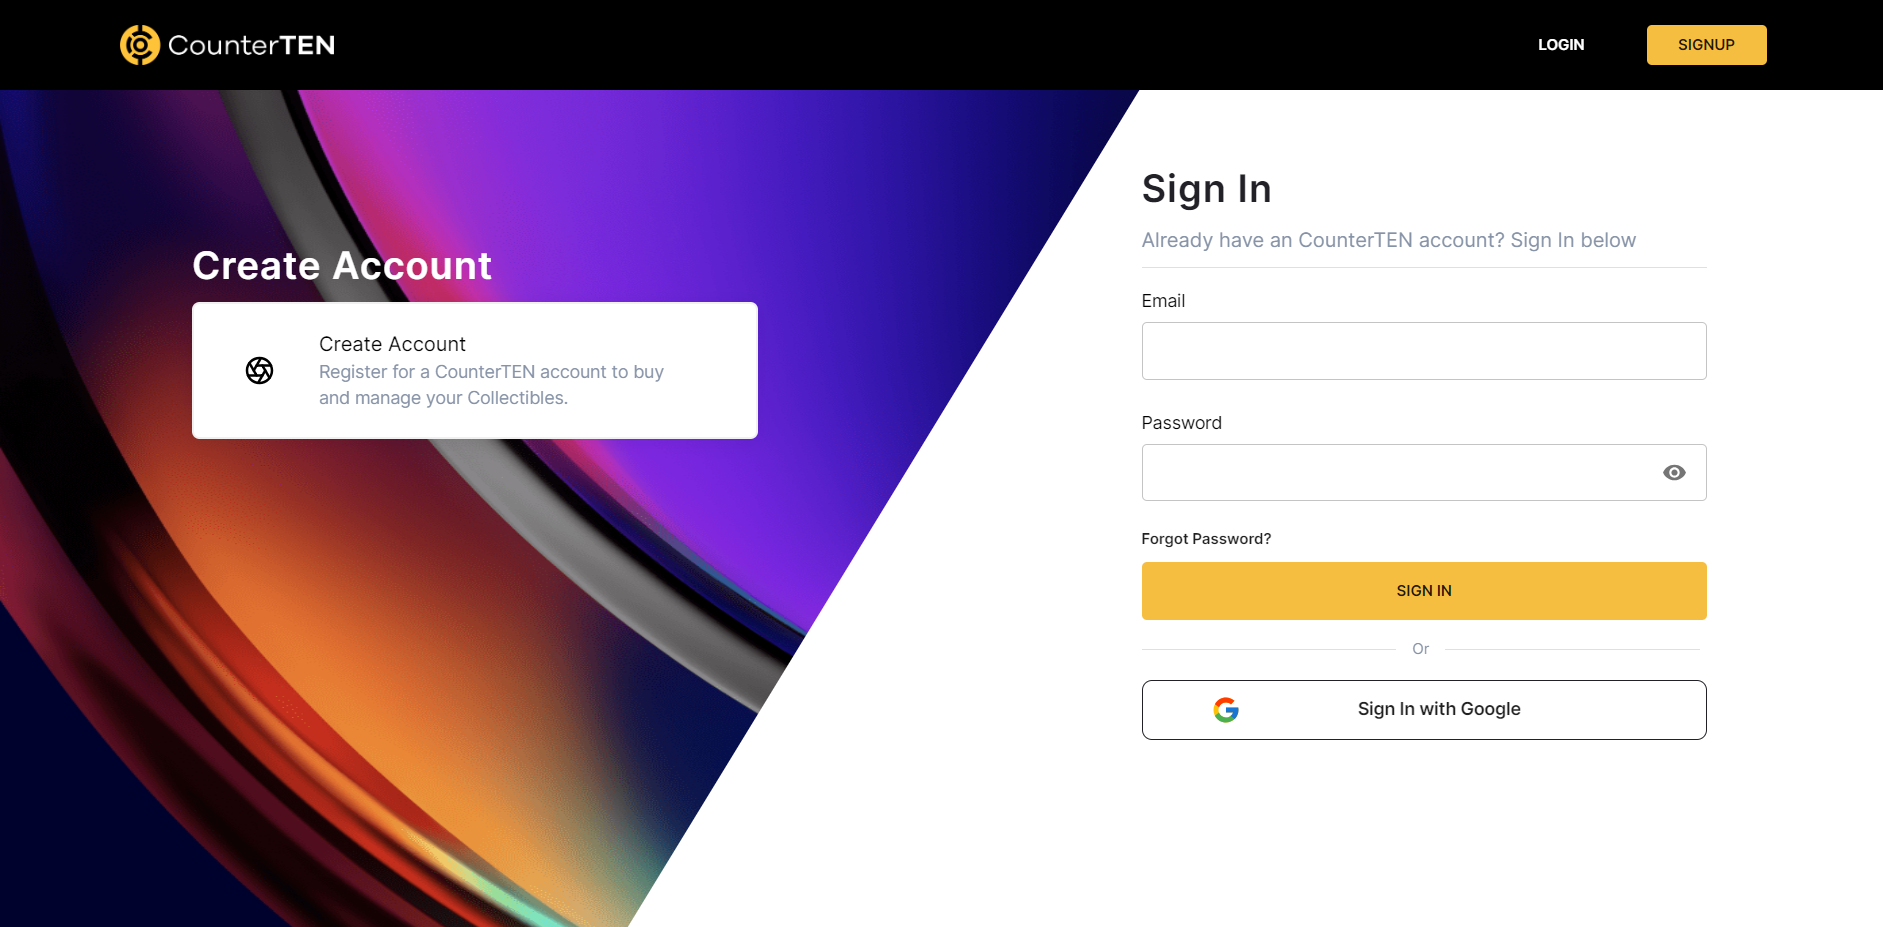 CounterTEN
LOGIN
SIGNUP
Create Account
Create Account
Register for a CounterTEN account to buy
and manage your Collectibles.
Sign In
Already have an CounterTEN account? Sign In below
Email
Password
Forgot Password?
SIGN IN
Or
Sign In with Google